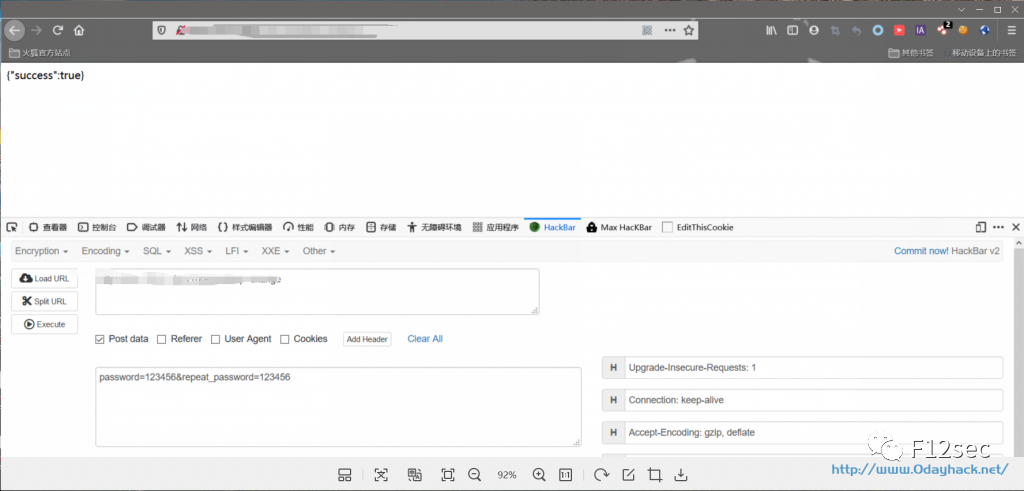 火狐官方站点
其他书签
移动设备上的书签
2
{"success":true}
查看器 控制台 调试器 网络 {} 样式编辑器 性能 内存 存储 无障碍环境 应用程序 HackBar Max HacKBar EditThisCookie
Encryption Encoding SQL XSS LFI XXE Other Commit now! HackBar v2
Load URL
Split URL
Execute
Post data Referer User Agent Cookies Add Header Clear All
password=123456&repeat_password=123456
H Upgrade-Insecure-Requests: 1
H Connection: keep-alive
H Accept-Encoding: gzip, deflate
92% 1:1
F12sec
http://www.0dayhack.net/